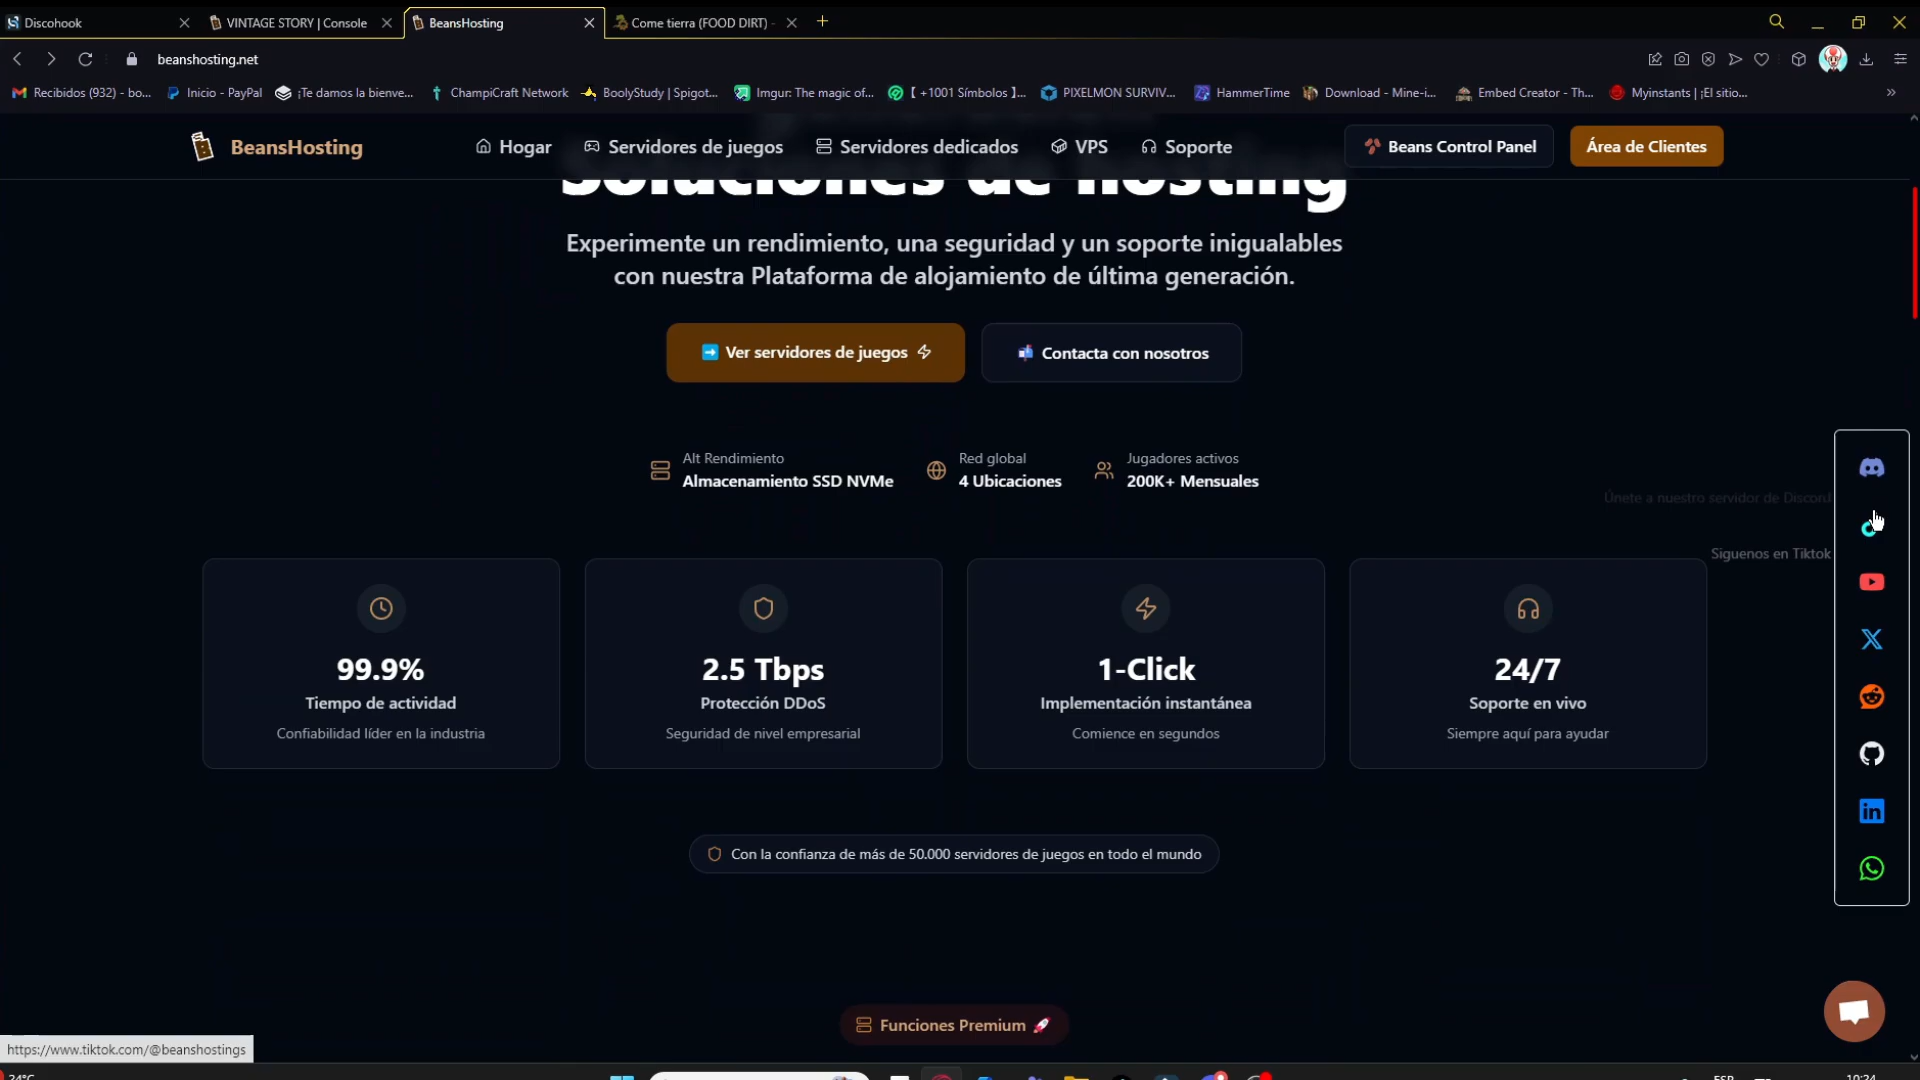 Discohook
VINTAGE STORY | Console
BeansHosting
Come tierra (FOOD DIRT) -
beanshosting.net
Recibidos (932) - bo...
Inicio - PayPal
¡Te damos la bienve...
ChampiCraft Network
BoolyStudy | Spigot...
Imgur: The magic of...
【 +1001 Símbolos 】...
PIXELMON SURVIV...
HammerTime
Download - Mine-i...
Embed Creator - Th...
Myinstants | ¡El sitio...
BeansHosting
Hogar
Servidores de juegos
Servidores dedicados
VPS
Soporte
Beans Control Panel
Área de Clientes
Soluciones de hosting
Experimente un rendimiento, una seguridad y un soporte inigualables
con nuestra Plataforma de alojamiento de última generación.
Ver servidores de juegos
Contacta con nosotros
Alt Rendimiento
Almacenamiento SSD NVMe
Red global
4 Ubicaciones
Jugadores activos
200K+ Mensuales
Únete a nuestro servidor de Discord
Siguenos en Tiktok
99.9%
Tiempo de actividad
Confiabilidad líder en la industria
2.5 Tbps
Protección DDoS
Seguridad de nivel empresarial
1-Click
Implementación instantánea
Comience en segundos
24/7
Soporte en vivo
Siempre aquí para ayudar
Con la confianza de más de 50.000 servidores de juegos en todo el mundo
Funciones Premium
https://www.tiktok.com/@beanshostings
24°C
ESP
10:24